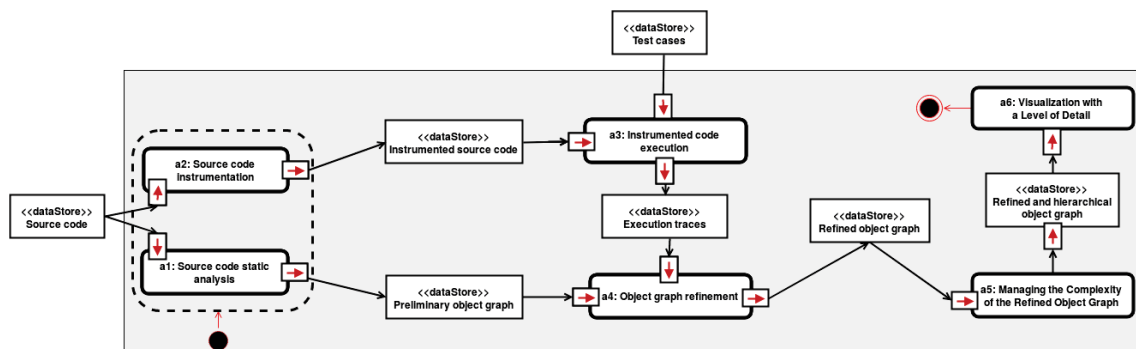 <<dataStore>>
Test cases
a6: Visualization with
a Level of Detail
<<dataStore>>
Instrumented source code
a3: Instrumented code
execution
a2: Source code
instrumentation
<<dataStore>>
Source code
<<dataStore>>
Execution traces
<<dataStore>>
Refined object graph
<<dataStore>>
Refined and hierarchical
object graph
a1: Source code static
analysis
<<dataStore>>
Preliminary object graph
a4: Object graph refinement
a5: Managing the Complexity
of the Refined Object Graph